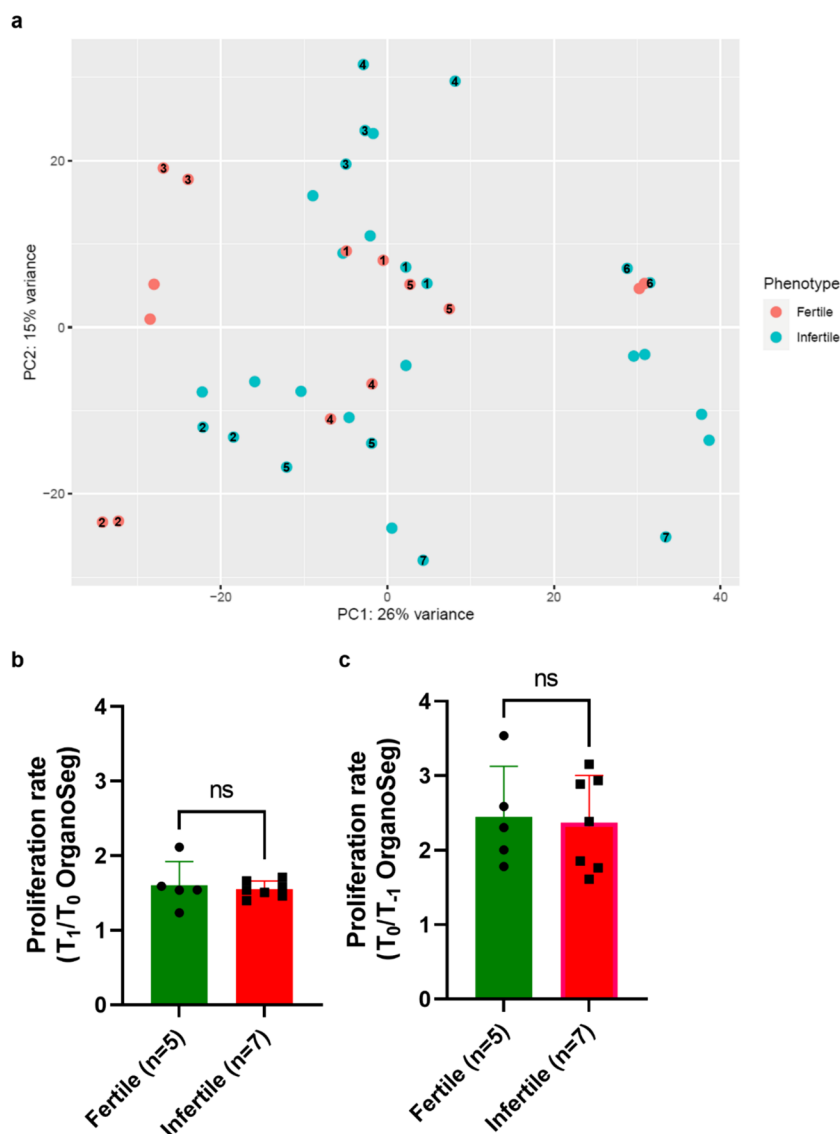 a
PC2: 15% variance
20
0
−20
−20
0
20
40
PC1: 26% variance
4
4
3
3
3
3
1
1
1
1
5
5
6
6
4
4
2
2
5
5
2
2
7
7
Phenotype
Fertile
Infertile
b
Proliferation rate
(T1/T0 OrganoSeg)
4
3
2
1
0
ns
Fertile (n=5)
Infertile (n=7)
c
Proliferation rate
(T0/T-1 OrganoSeg)
4
3
2
1
0
ns
Fertile (n=5)
Infertile (n=7)